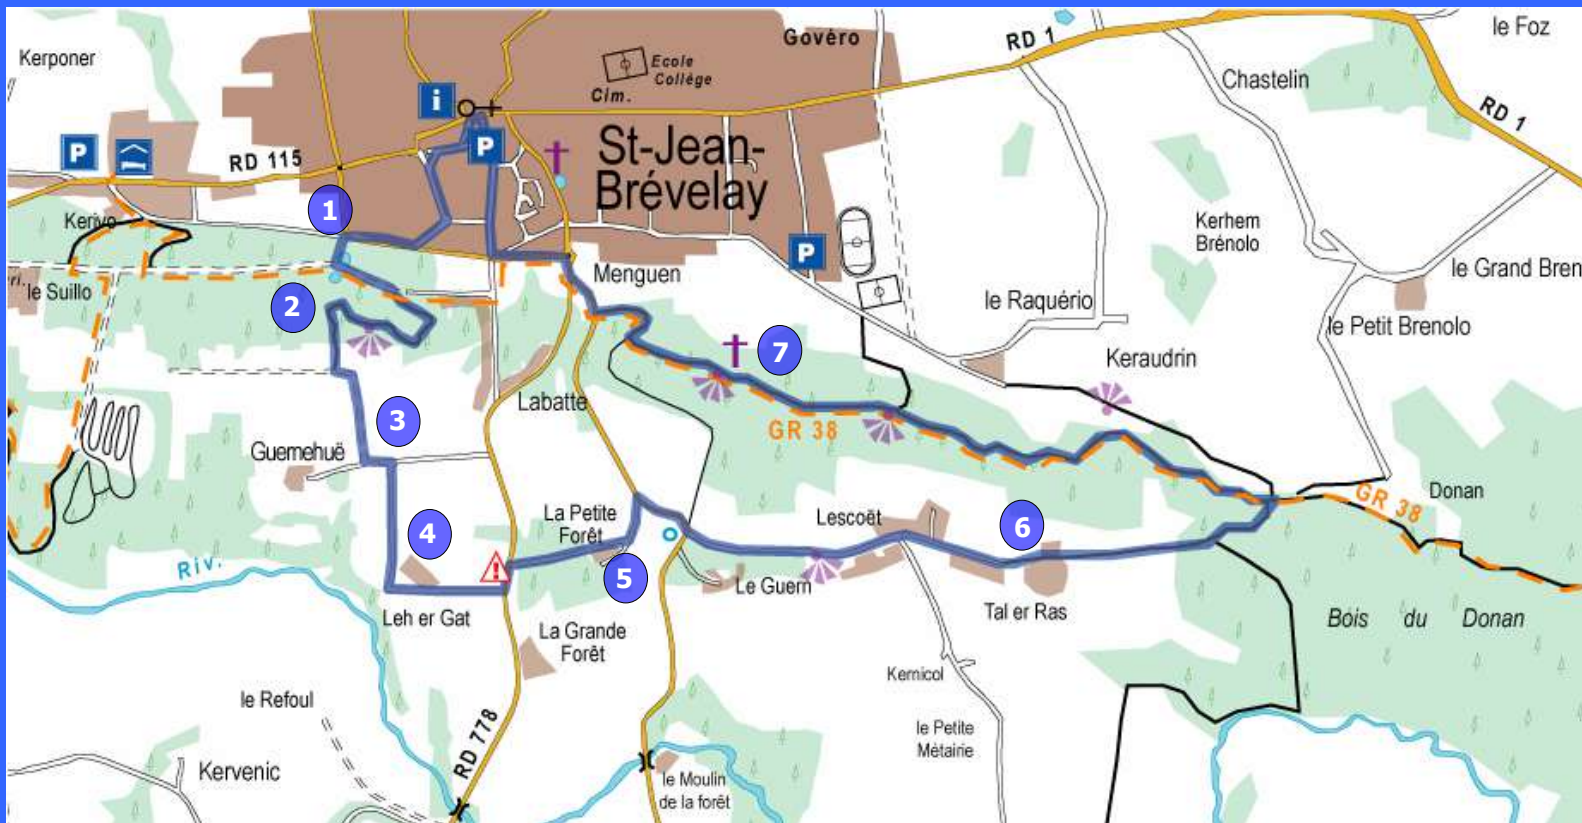 Kerponer
Govéro
RD 1
le Foz
Ecole
Collège
Cim.
Chastelin
RD 1
i
P
P
RD 115
St-Jean-
Brévelay
1
Kerivo
Kerhem
Brénolo
P
Menguen
le Grand Bren
le Suillo
2
le Raquério
le Petit Brenolo
7
Keraudrin
Labatte
3
GR 38
Guernehuë
GR 38
Donan
La Petite
Forêt
Lescoët
4
6
Riv.
5
Le Guern
Leh er Gat
Tal er Ras
Bois du Donan
La Grande
Forêt
Kernicol
le Refoul
le Petite
Métairie
RD 778
Kervenic
le Moulin
de la forêt